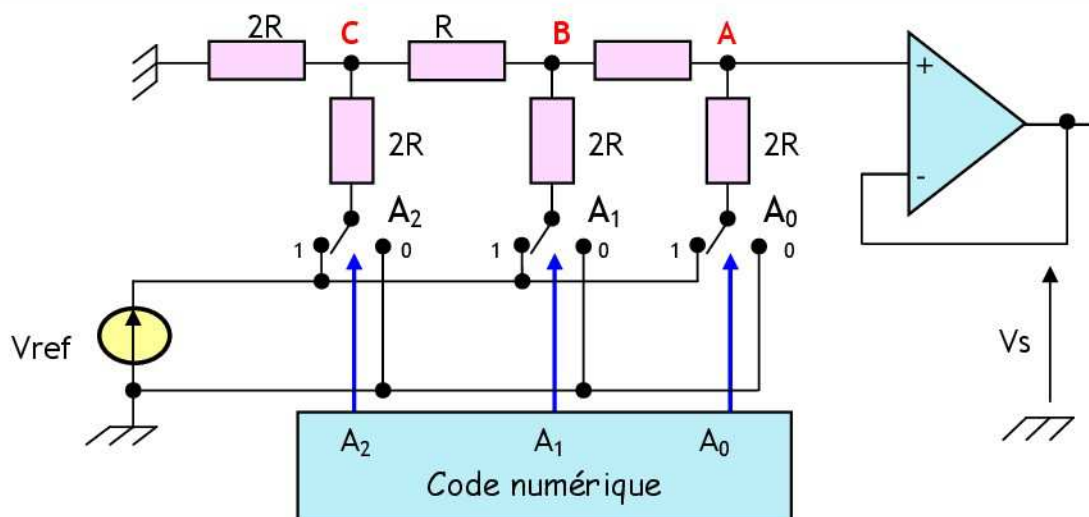 2R C R B A
+
2R 2R 2R
-
A₂ A₁ A₀
1 0 1 0 1 0
Vref
Vs
A₂ A₁ A₀
Code numérique